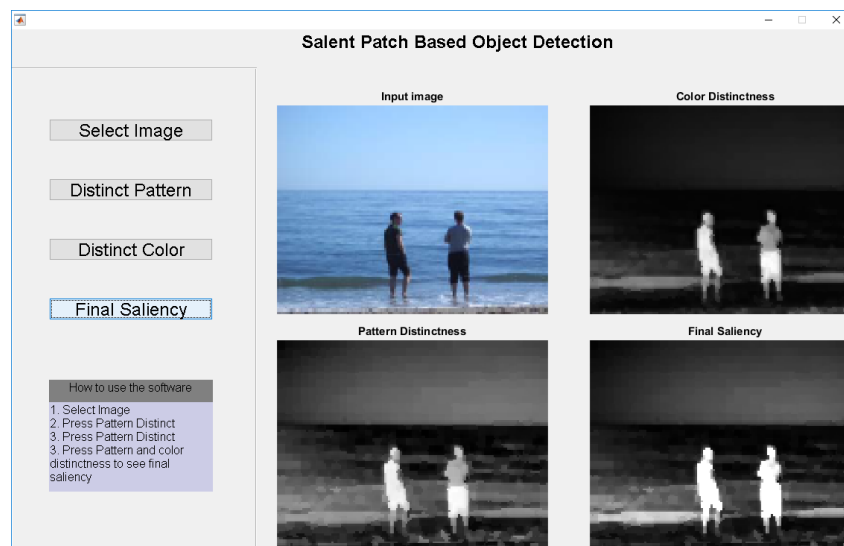 Salent Patch Based Object Detection
Select Image
Distinct Pattern
Distinct Color
Final Saliency
How to use the software
1. Select Image
2. Press Pattern Distinct
3. Press Pattern Distinct
3. Press Pattern and color
distinctness to see final
saliency
Input image
Color Distinctness
Pattern Distinctness
Final Saliency